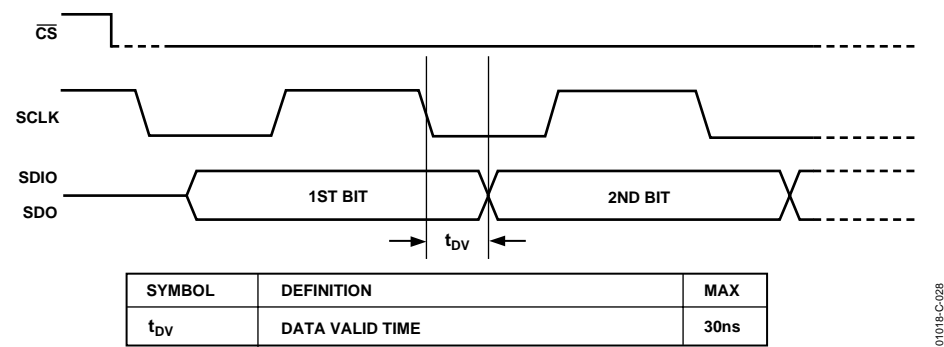 CS
SCLK
SDIO
SDO
1ST BIT
2ND BIT
tDV
SYMBOL DEFINITION MAX
tDV DATA VALID TIME 30ns
01018-C-028